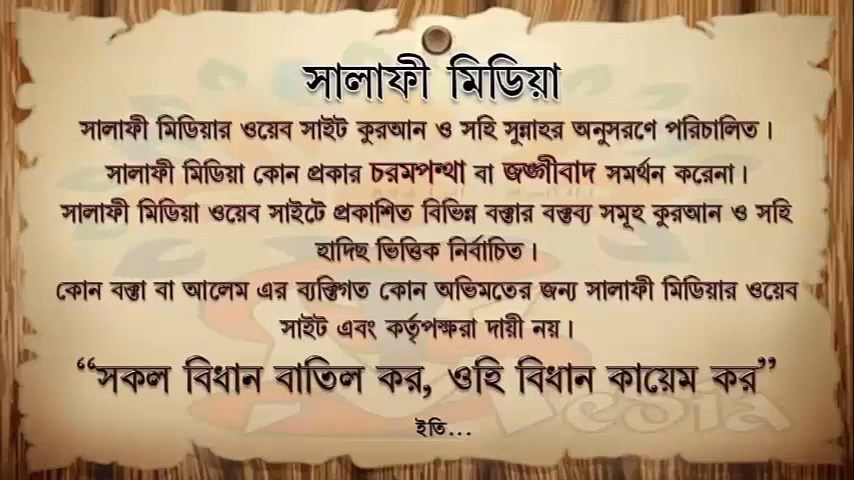 সালাফী মিডিয়া
সালাফী মিডিয়ার ওয়েব সাইট কুরআন ও সহি সুন্নাহর অনুসরণে পরিচালিত।
সালাফী মিডিয়া কোন প্রকার চরমপন্থা বা জঙ্গীবাদ সমর্থন করেনা।
সালাফী মিডিয়া ওয়েব সাইটে প্রকাশিত বিভিন্ন বক্তার বক্তব্য সমূহ কুরআন ও সহি
হাদিছ ভিত্তিক নির্বাচিত।
কোন বক্তা বা আলেম এর ব্যক্তিগত কোন অভিমতের জন্য সালাফী মিডিয়ার ওয়েব
সাইট এবং কর্তৃপক্ষরা দায়ী নয়।
“সকল বিধান বাতিল কর, ওহি বিধান কায়েম কর”
ইতি...